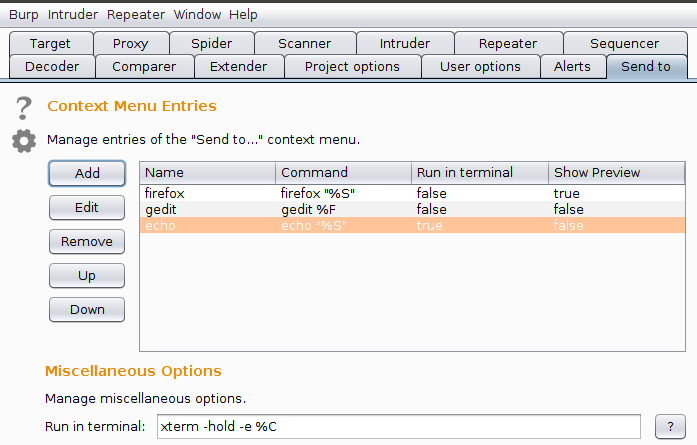 Burp Intruder Repeater Window Help
Target Proxy Spider Scanner Intruder Repeater Sequencer
Decoder Comparer Extender Project options User options Alerts Send to
? Context Menu Entries
Manage entries of the "Send to..." context menu.
Add Name Command Run in terminal Show Preview
firefox firefox "%S" false true
Edit gedit gedit %F false false
echo echo "%S" true false
Remove
Up
Down
Miscellaneous Options
Manage miscellaneous options.
Run in terminal: xterm -hold -e %C ?